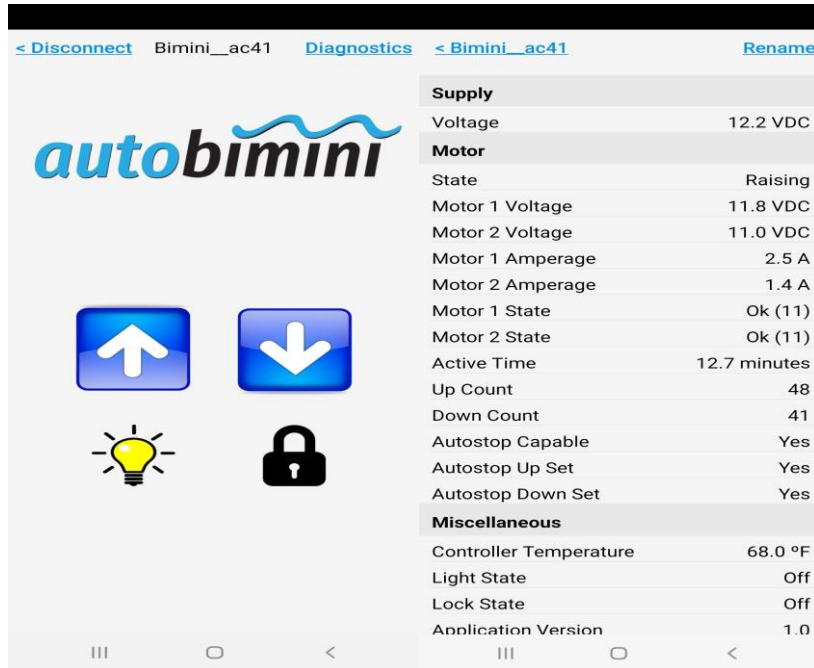 < Disconnect Bimini__ac41 Diagnostics
autobimini
< Bimini__ac41 Rename
Supply
Voltage 12.2 VDC
Motor
State Raising
Motor 1 Voltage 11.8 VDC
Motor 2 Voltage 11.0 VDC
Motor 1 Amperage 2.5 A
Motor 2 Amperage 1.4 A
Motor 1 State Ok (11)
Motor 2 State Ok (11)
Active Time 12.7 minutes
Up Count 48
Down Count 41
Autostop Capable Yes
Autostop Up Set Yes
Autostop Down Set Yes
Miscellaneous
Controller Temperature 68.0 ºF
Light State Off
Lock State Off
Application Version 1.0